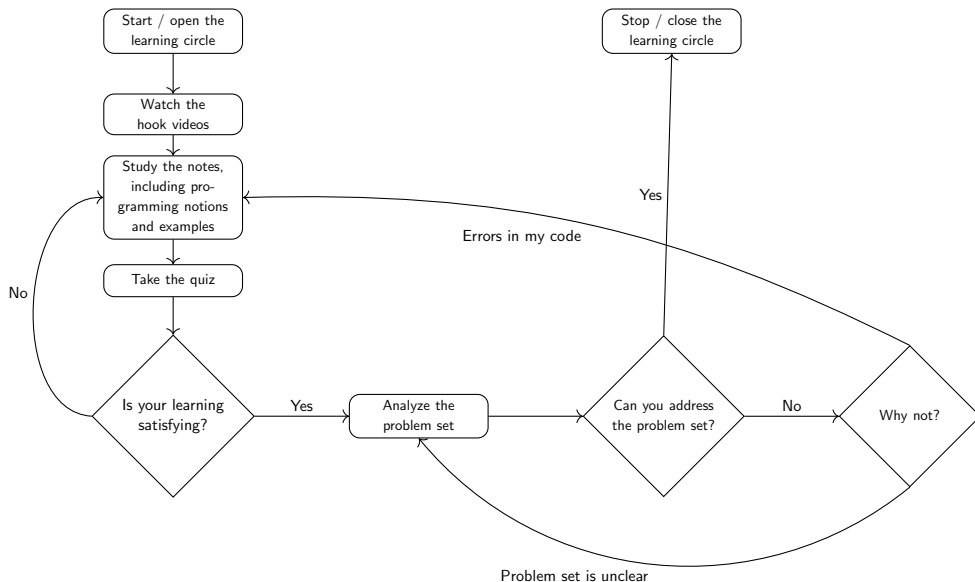 Start / open the
learning circle
Stop / close the
learning circle
Watch the
hook videos
Study the notes,
including pro-
gramming notions
and examples
Yes
Errors in my code
Take the quiz
No
Is your learning
satisfying?
Yes
Analyze the
problem set
Can you address
the problem set?
No
Why not?
Problem set is unclear